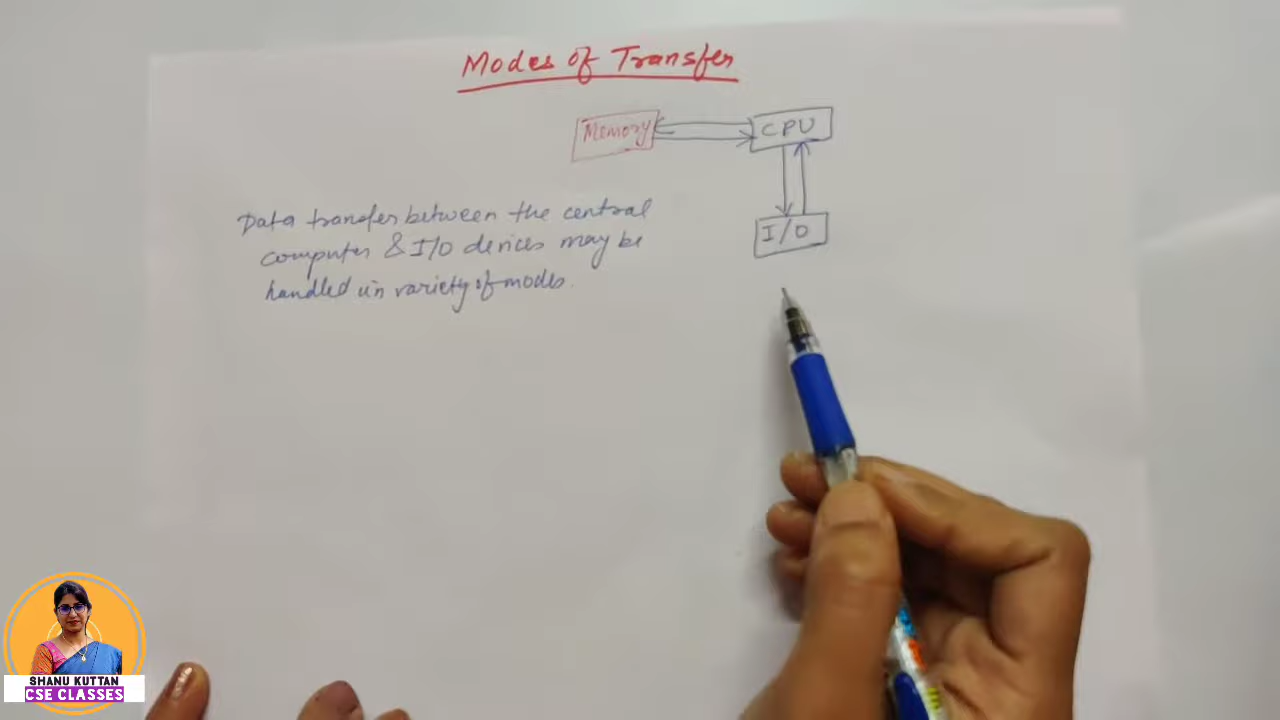 Modes of Transfer
Memory
CPU
I/O
Data transfer between the central
computer & I/O devices may be
handled in variety of modes.
SHANU KUTTAN
CSE CLASSES